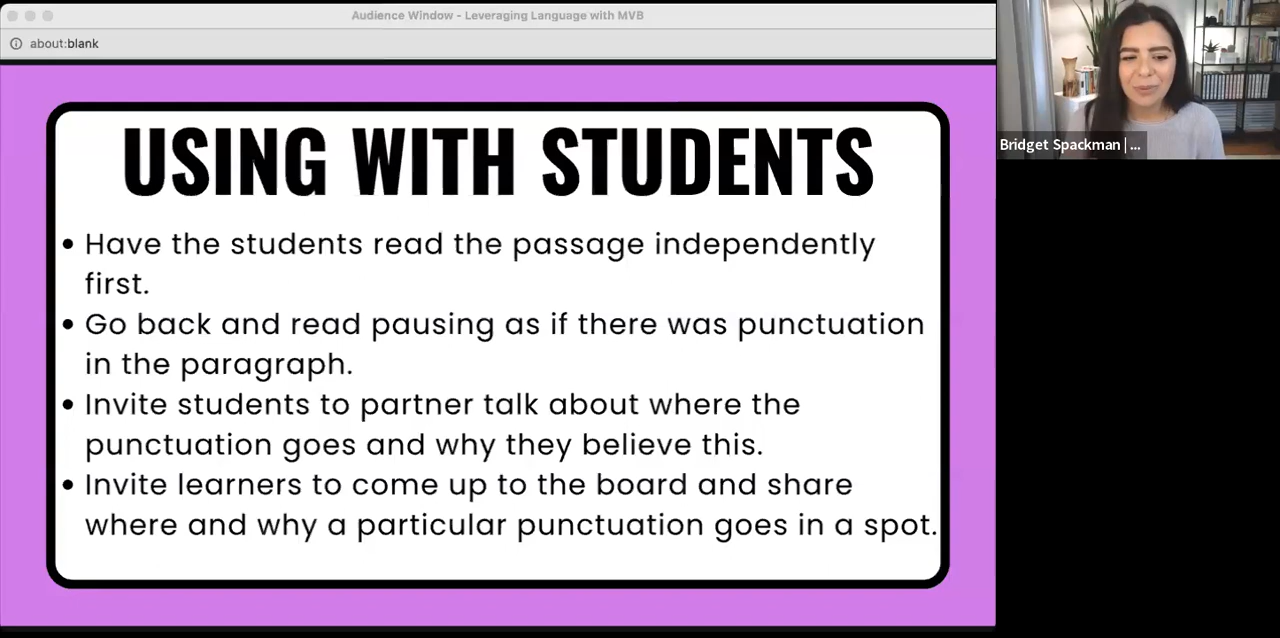 Audience Window - Leveraging Language with MVB
about:blank
USING WITH STUDENTS
• Have the students read the passage independently
first.
• Go back and read pausing as if there was punctuation
in the paragraph.
• Invite students to partner talk about where the
punctuation goes and why they believe this.
• Invite learners to come up to the board and share
where and why a particular punctuation goes in a spot.
Bridget Spackman | ...